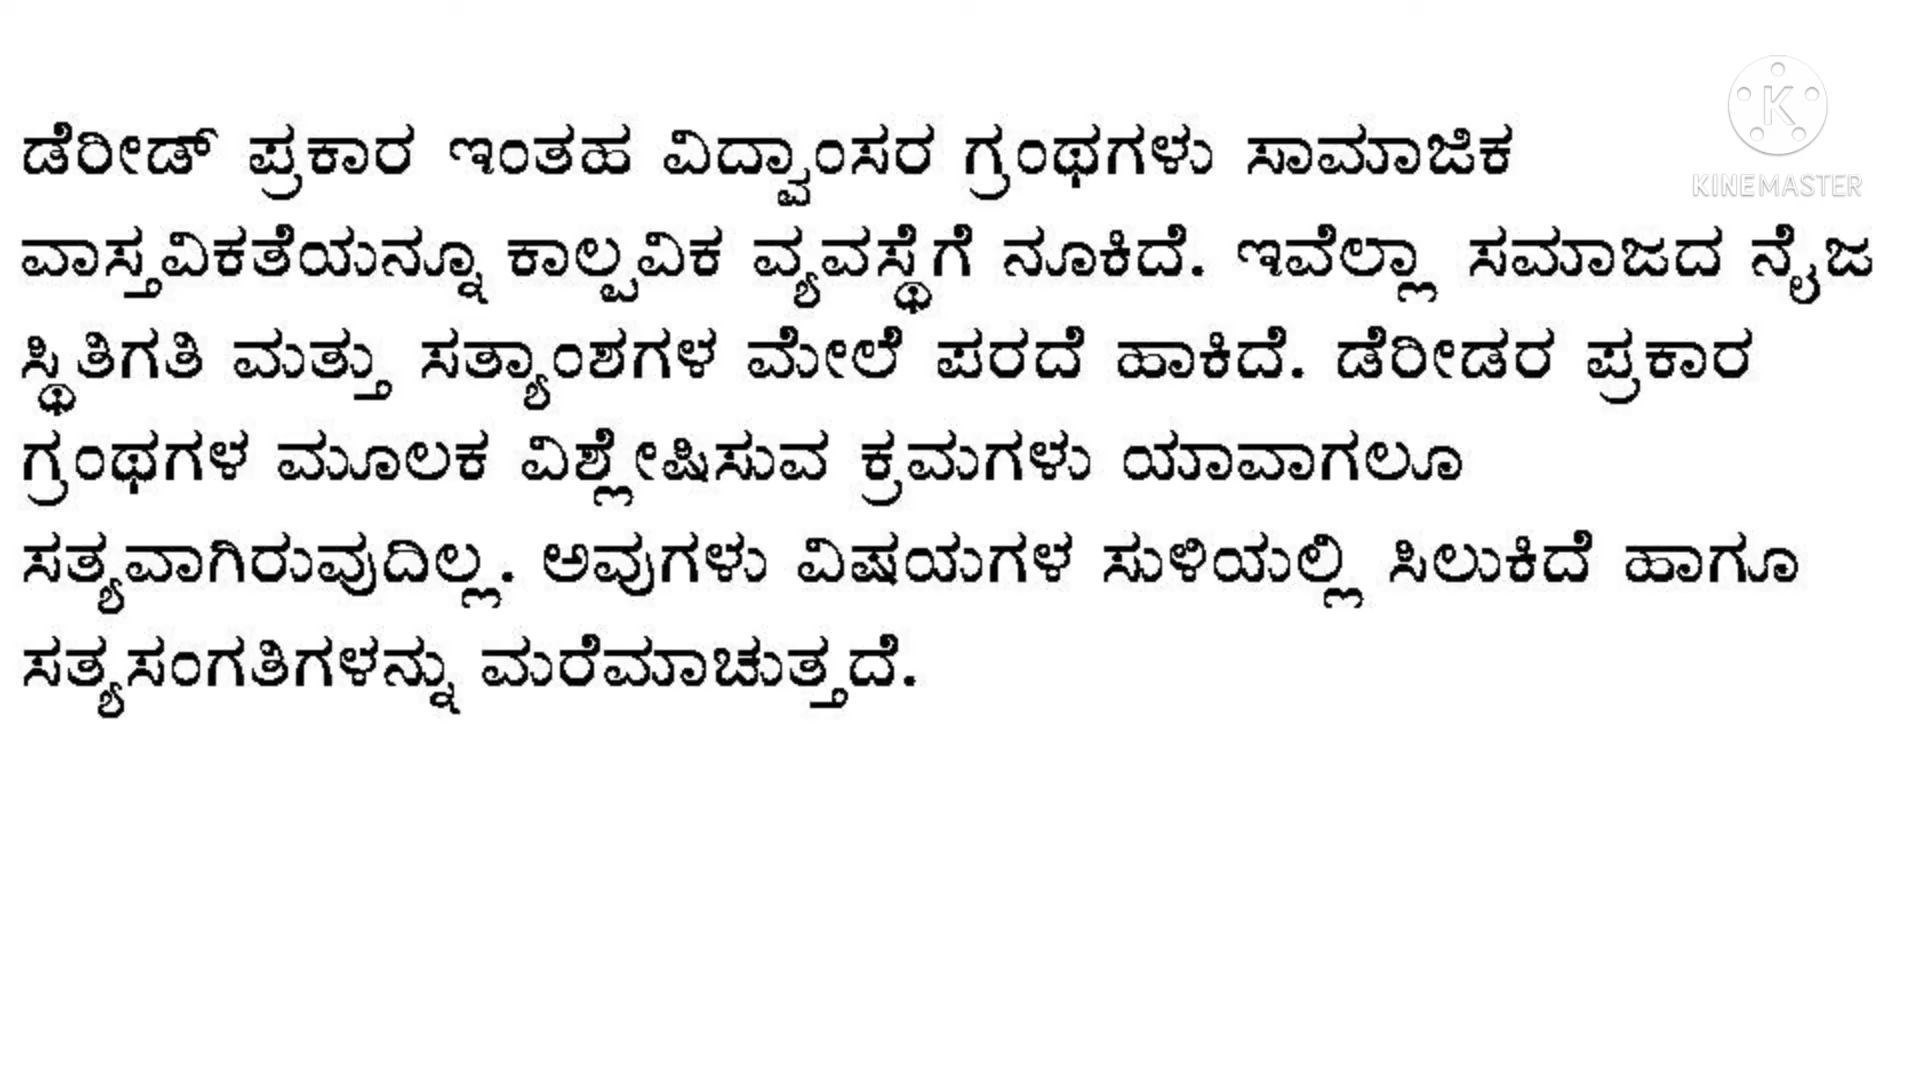 KINEMASTER
ಡೆರೀಡ್ ಪ್ರಕಾರ ಇಂತಹ ವಿದ್ವಾಂಸರ ಗ್ರಂಥಗಳು ಸಾಮಾಜಿಕ
ವಾಸ್ತವಿಕತೆಯನ್ನೂ ಕಾಲ್ಪವಿಕ ವ್ಯವಸ್ಥೆಗೆ ನೂಕಿದೆ. ಇವೆಲ್ಲಾ ಸಮಾಜದ ನೈಜ
ಸ್ಥಿತಿಗತಿ ಮತ್ತು ಸತ್ಯಾಂಶಗಳ ಮೇಲೆ ಪರದೆ ಹಾಕಿದೆ. ಡೆರೀಡರ ಪ್ರಕಾರ
ಗ್ರಂಥಗಳ ಮೂಲಕ ವಿಶ್ಲೇಷಿಸುವ ಕ್ರಮಗಳು ಯಾವಾಗಲೂ
ಸತ್ಯವಾಗಿರುವುದಿಲ್ಲ. ಅವುಗಳು ವಿಷಯಗಳ ಸುಳಿಯಲ್ಲಿ ಸಿಲುಕಿದೆ ಹಾಗೂ
ಸತ್ಯಸಂಗತಿಗಳನ್ನು ಮರೆಮಾಚುತ್ತದೆ.